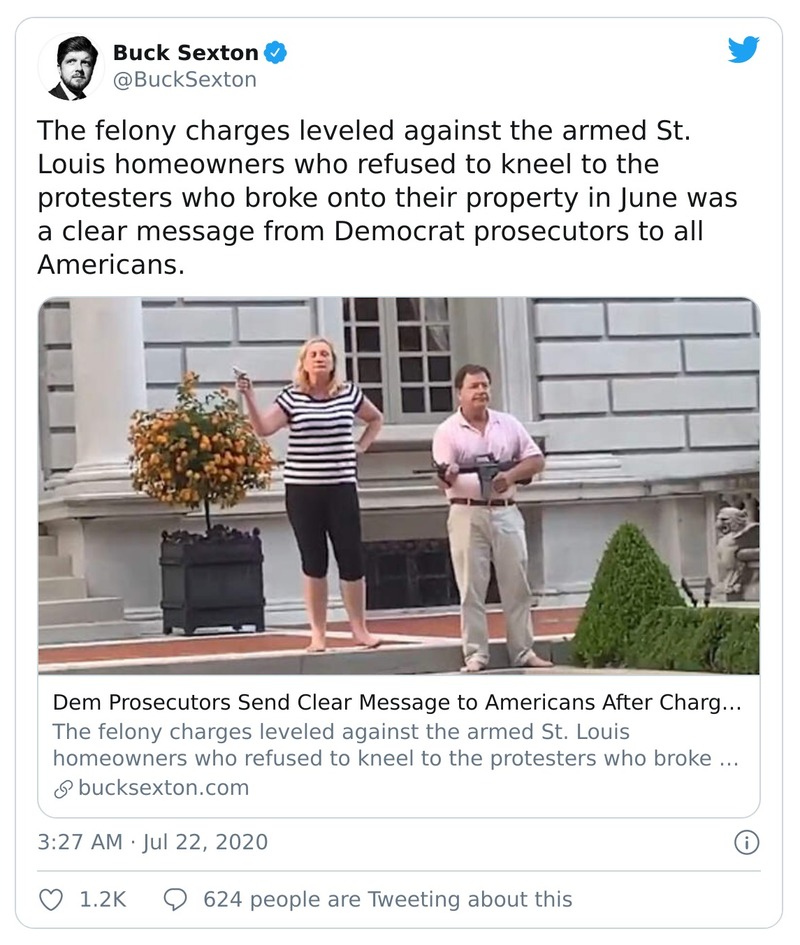 Buck Sexton
@BuckSexton
The felony charges leveled against the armed St.
Louis homeowners who refused to kneel to the
protesters who broke onto their property in June was
a clear message from Democrat prosecutors to all
Americans.
Dem Prosecutors Send Clear Message to Americans After Charg...
The felony charges leveled against the armed St. Louis
homeowners who refused to kneel to the protesters who broke ...
bucksexton.com
3:27 AM · Jul 22, 2020
1.2K 624 people are Tweeting about this